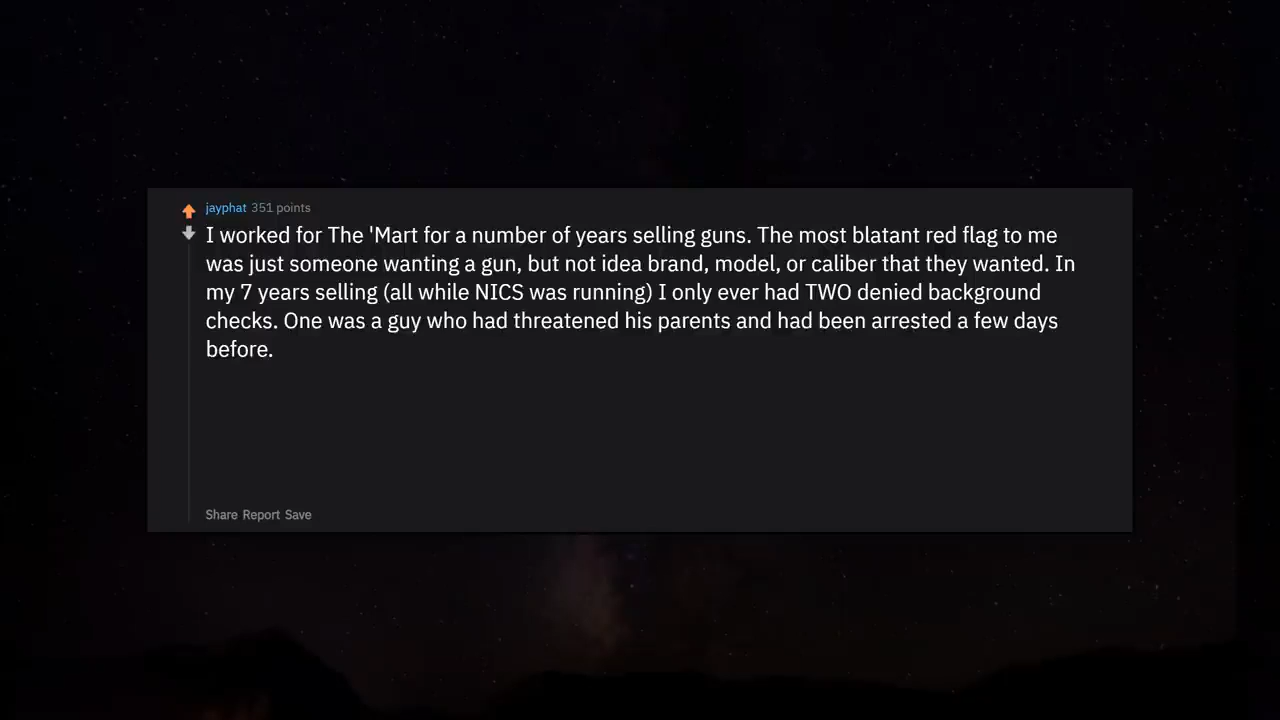 jayphat 351 points
I worked for The 'Mart for a number of years selling guns. The most blatant red flag to me
was just someone wanting a gun, but not idea brand, model, or caliber that they wanted. In
my 7 years selling (all while NICS was running) I only ever had TWO denied background
checks. One was a guy who had threatened his parents and had been arrested a few days
before.
Share Report Save